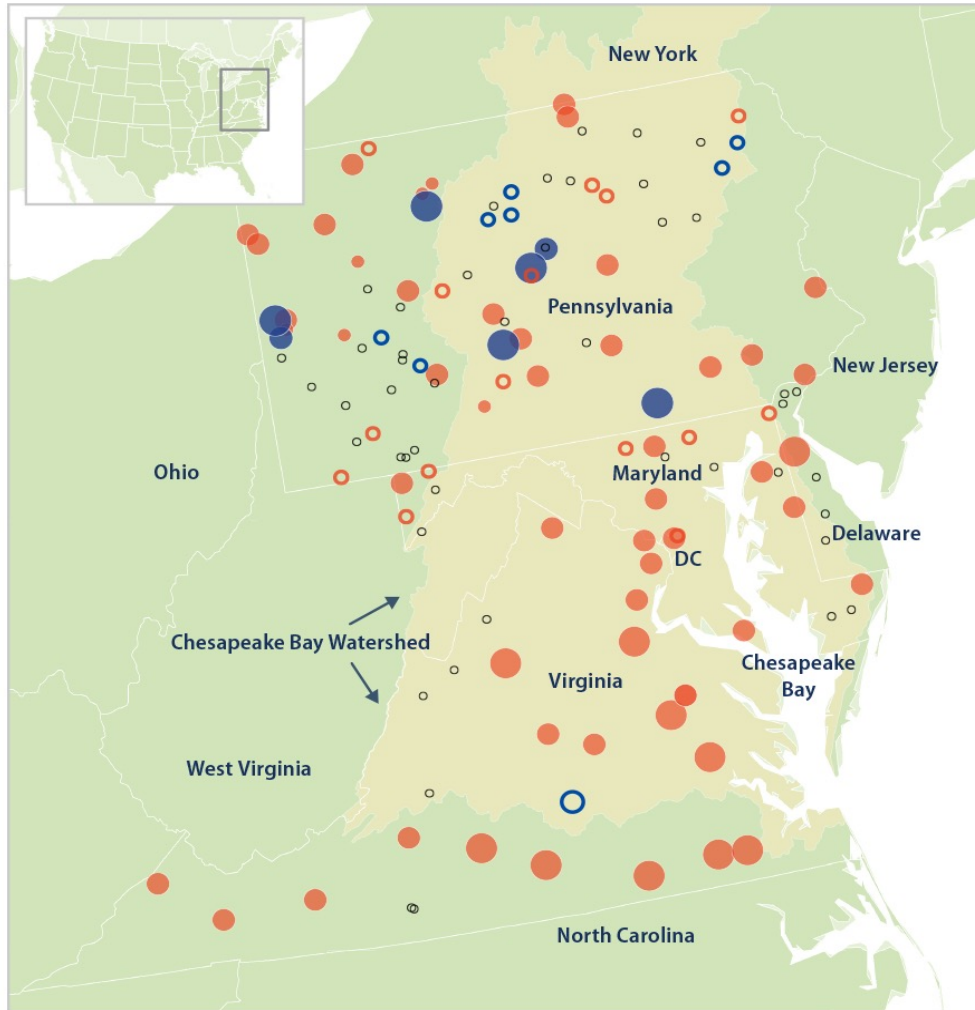 New York
Pennsylvania
New Jersey
Ohio
Maryland
Delaware
DC
Chesapeake Bay Watershed
Chesapeake
Bay
Virginia
West Virginia
North Carolina